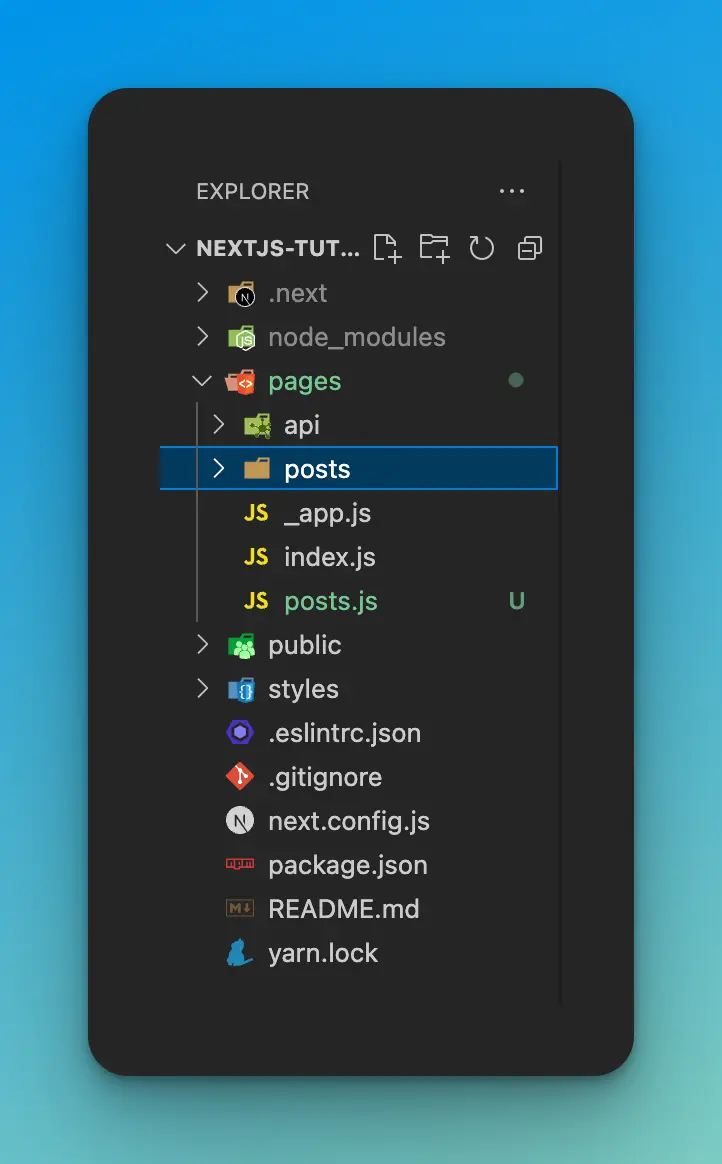 EXPLORER
NEXTJS-TUT...
.next
node_modules
pages
api
posts
JS _app.js
JS index.js
JS posts.js U
public
styles
.eslintrc.json
.gitignore
N next.config.js
npm package.json
M README.md
yarn.lock